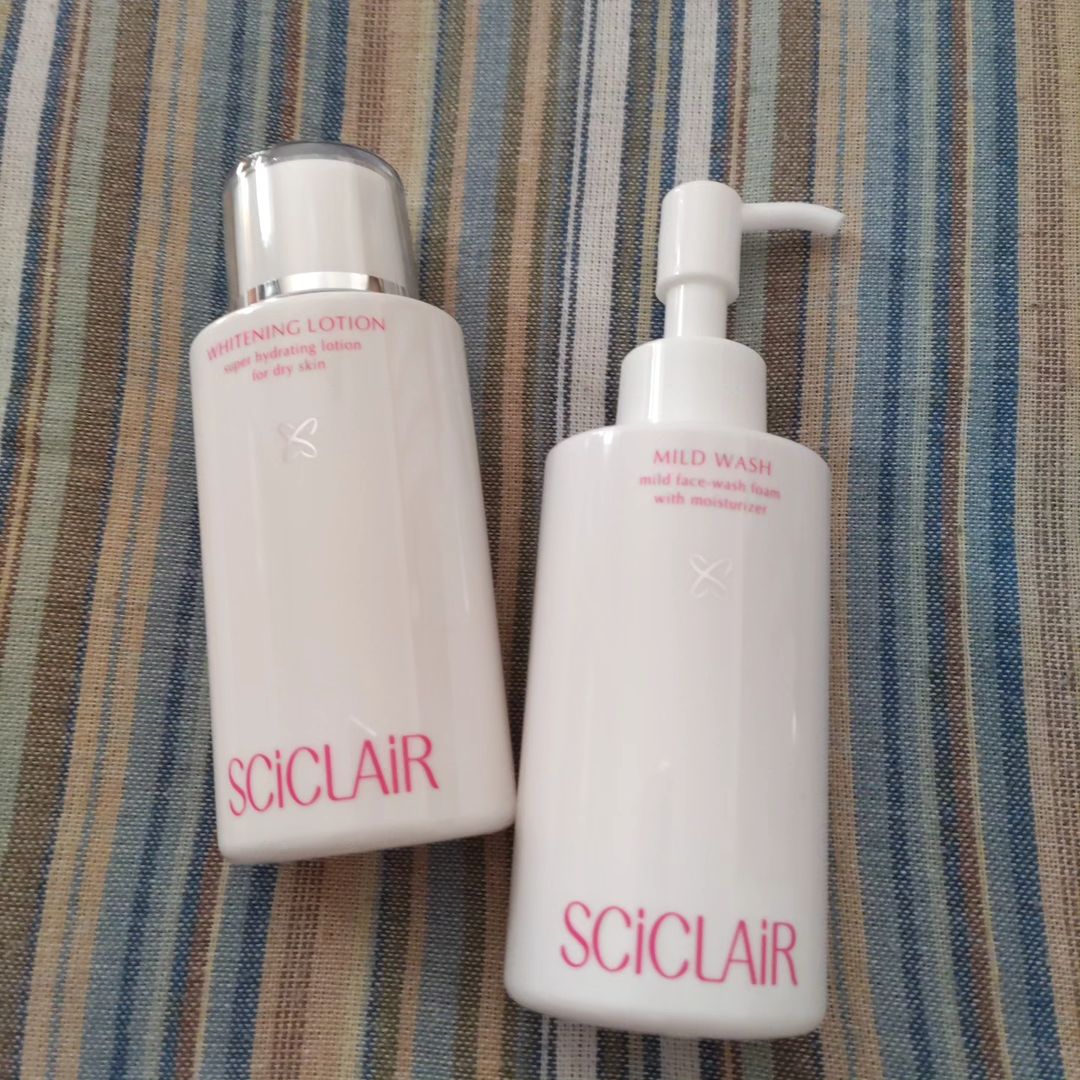 WHITENING LOTION
super hydrating lotion
for dry skin
SCiCLAiR
MILD WASH
mild face-wash foam
with moisturizer
SCiCLAiR